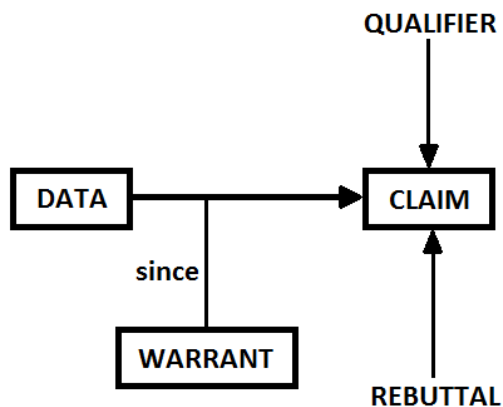 QUALIFIER
DATA
CLAIM
since
WARRANT
REBUTTAL